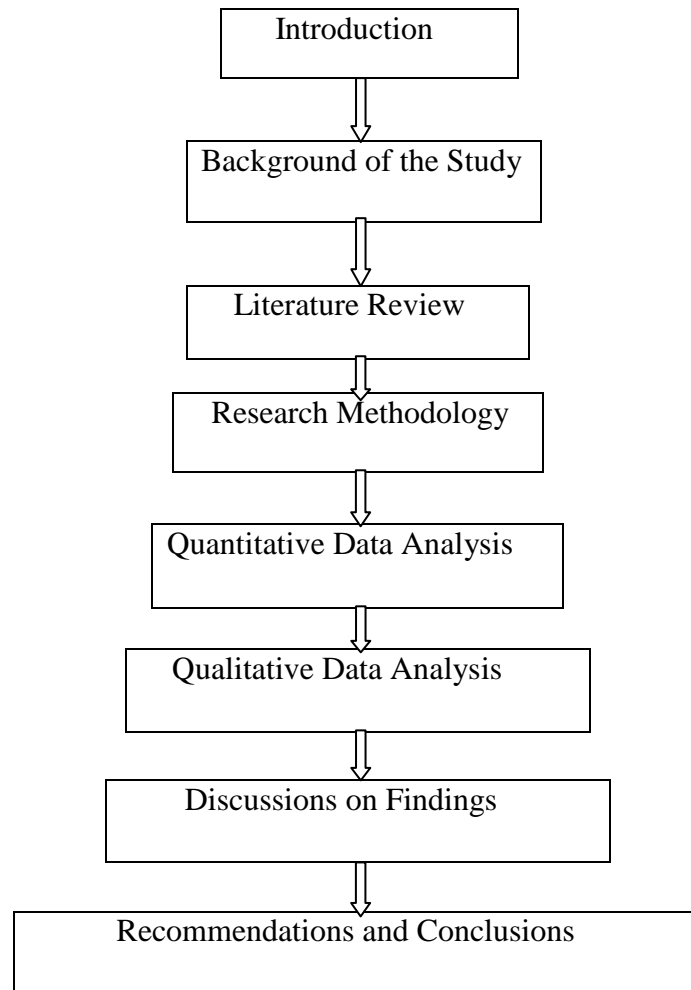 Introduction
Background of the Study
Literature Review
Research Methodology
Quantitative Data Analysis
Qualitative Data Analysis
Discussions on Findings
Recommendations and Conclusions